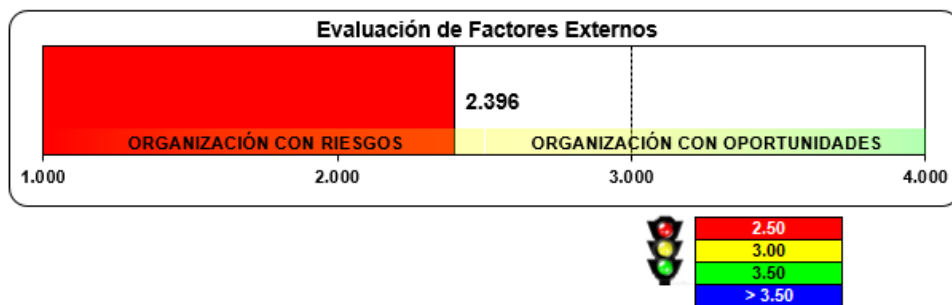 Evaluación de Factores Externos
2.396
ORGANIZACIÓN CON RIESGOS ORGANIZACIÓN CON OPORTUNIDADES
1.000 2.000 3.000 4.000
2.50
3.00
3.50
> 3.50